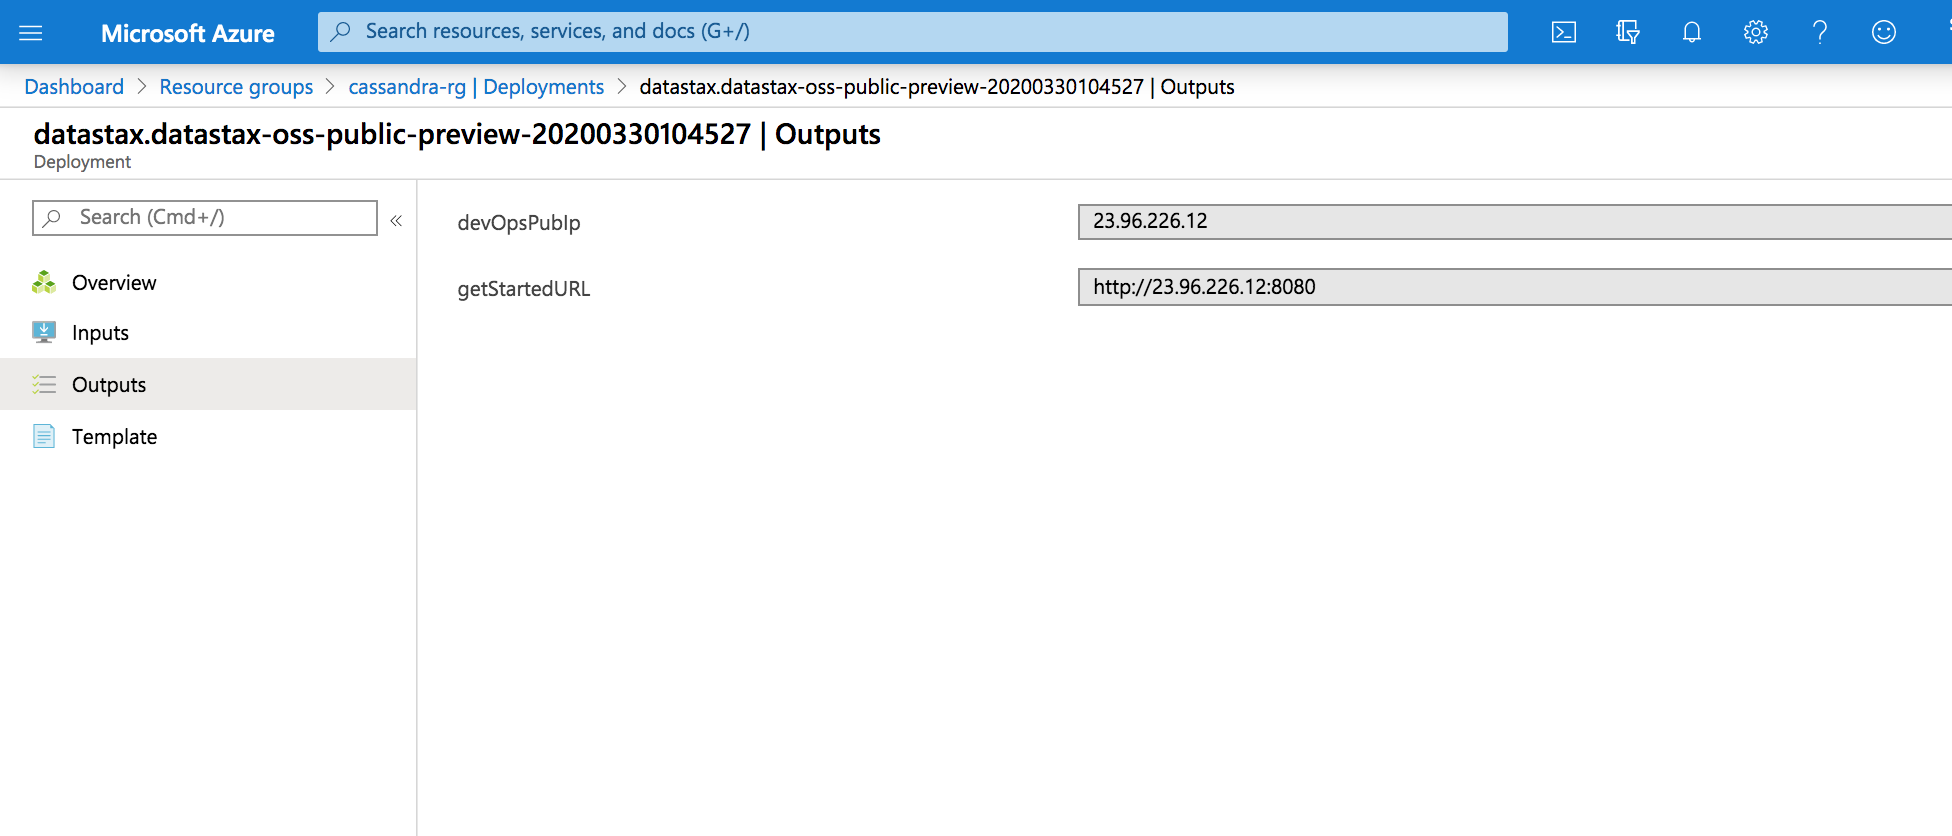 Microsoft Azure
Search resources, services, and docs (G+/)
Dashboard > Resource groups > cassandra-rg | Deployments > datastax.datastax-oss-public-preview-20200330104527 | Outputs
datastax.datastax-oss-public-preview-20200330104527 | Outputs
Deployment
Search (Cmd+/)
«
Overview
Inputs
Outputs
Template
devOpsPubIp
23.96.226.12
getStartedURL
http://23.96.226.12:8080